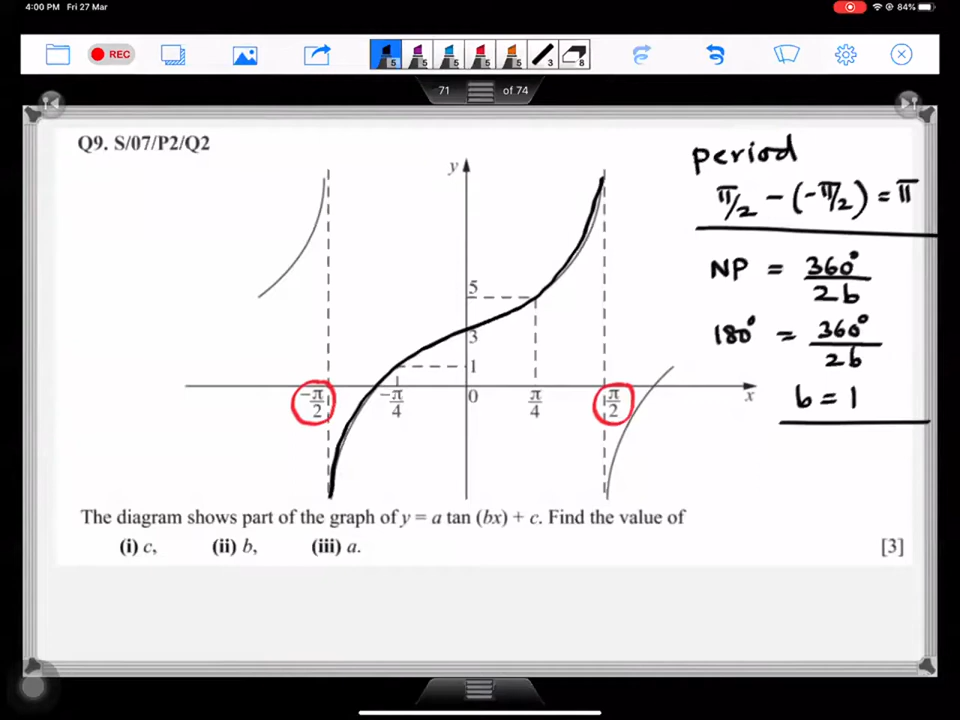 4:00 PM Fri 27 Mar 84%
REC 5 5 5 5 5 3 8
71 of 74
Q9. S/07/P2/Q2
y
5
3
1
-π/2 -π/4 0 π/4 π/2 x
period
π/2 - (-π/2) = π
NP = 360°/2b
180° = 360°/2b
b = 1
The diagram shows part of the graph of y = a tan (bx) + c. Find the value of
(i) c, (ii) b, (iii) a. [3]